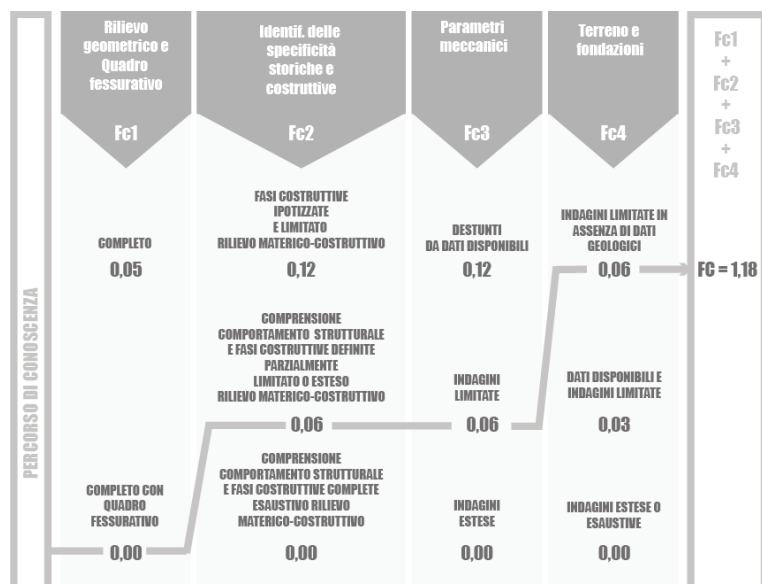 Rilievo
geometrico e
Quadro
fessurativo
Fc1
Identif. delle
specificità
storiche e
costruttive
Fc2
Parametri
meccanici
Fc3
Terreno e
fondazioni
Fc4
Fc1
+
Fc2
+
Fc3
+
Fc4
PERCORSO DI CONOSCENZA
COMPLETO
0,05
FASI COSTRUTTIVE
IPOTIZZATE
E LIMITATO
RILIEVO MATERICO-COSTRUTTIVO
0,12
DESTUNTI
DA DATI DISPONIBILI
0,12
INDAGINI LIMITATE IN
ASSENZA DI DATI
GEOLOGICI
0,06
FC = 1,18
COMPRENSIONE
COMPORTAMENTO STRUTTURALE
E FASI COSTRUTTIVE DEFINITE
PARZIALMENTE
LIMITATO O ESTESO
RILIEVO MATERICO-COSTRUTTIVO
0,06
INDAGINI
LIMITATE
0,06
DATI DISPONIBILI E
INDAGINI LIMITATE
0,03
COMPLETO CON
QUADRO
FESSURATIVO
0,00
COMPRENSIONE
COMPORTAMENTO STRUTTURALE
E FASI COSTRUTTIVE COMPLETE
ESAUSTIVO RILIEVO
MATERICO-COSTRUTTIVO
0,00
INDAGINI
ESTESE
0,00
INDAGINI ESTESE O
ESAUSTIVE
0,00